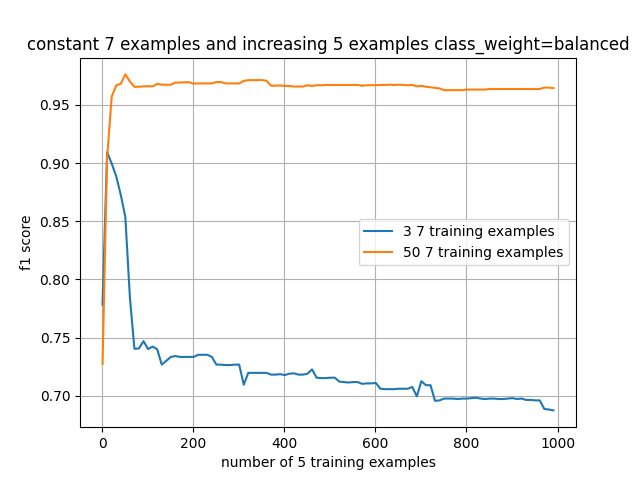 constant 7 examples and increasing 5 examples class_weight=balanced
f1 score
0.95
0.90
0.85
0.80
0.75
0.70
3 7 training examples
50 7 training examples
0 200 400 600 800 1000
number of 5 training examples